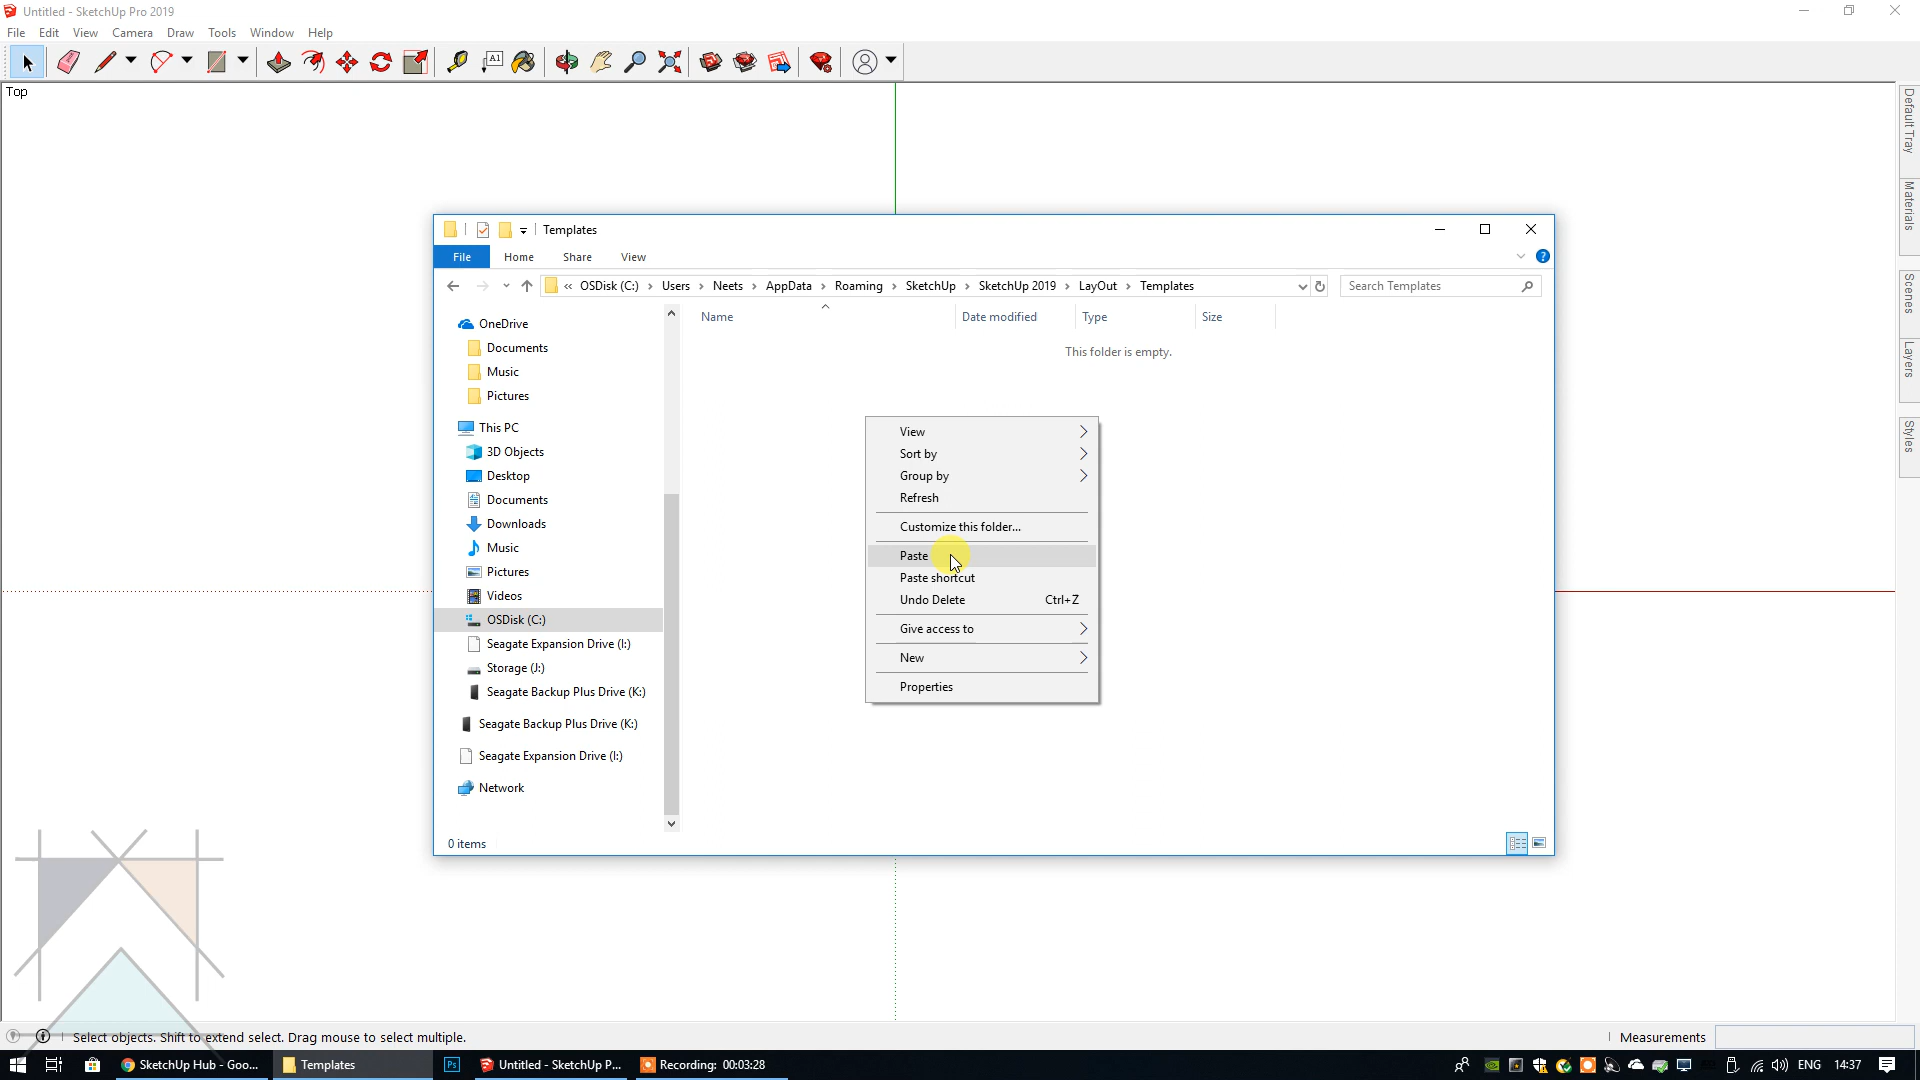 Untitled - SketchUp Pro 2019
File Edit View Camera Draw Tools Window Help
A1
Top
Default Tray
Materials
Scenes
Layers
Styles
Templates
File Home Share View
« OSDisk (C:) › Users › Neets › AppData › Roaming › SketchUp › SketchUp 2019 › LayOut › Templates
Search Templates
Name Date modified Type Size
This folder is empty.
OneDrive
Documents
Music
Pictures
This PC
3D Objects
Desktop
Documents
Downloads
Music
Pictures
Videos
OSDisk (C:)
Seagate Expansion Drive (I:)
Storage (J:)
Seagate Backup Plus Drive (K:)
Seagate Backup Plus Drive (K:)
Seagate Expansion Drive (I:)
Network
View
Sort by
Group by
Refresh
Customize this folder...
Paste
Paste shortcut
Undo Delete Ctrl+Z
Give access to
New
Properties
0 items
Select objects. Shift to extend select. Drag mouse to select multiple.
Measurements
SketchUp Hub - Goo...
Templates
Ps
Untitled - SketchUp P...
Recording: 00:03:28
ENG 14:37